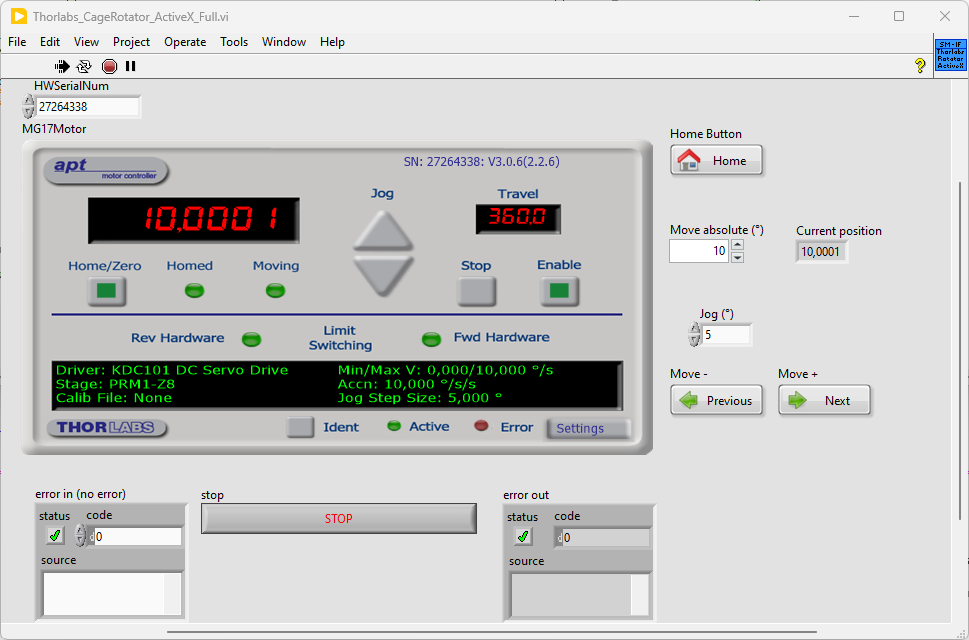 Thorlabs_CageRotator_ActiveX_Full.vi
File Edit View Project Operate Tools Window Help
SM-IF
Thorlabs
Rotator
ActiveX
HWSerialNum
27264338
MG17Motor
apt
motor controller
SN: 27264338: V3.0.6(2.2.6)
Jog
Travel
10,0001
360,0
Home/Zero Homed Moving
Stop Enable
Rev Hardware
Limit
Switching
Fwd Hardware
Driver: KDC101 DC Servo Drive
Stage: PRM1-Z8
Calib File: None
Min/Max V: 0,000/10,000 °/s
Accn: 10,000 °/s/s
Jog Step Size: 5,000 °
THORLABS
Ident Active Error Settings
Home Button
Home
Move absolute (°)
10
Current position
10,0001
Jog (°)
5
Move -
Previous
Move +
Next
error in (no error)
status code
d0
source
stop
STOP
error out
status code
d0
source